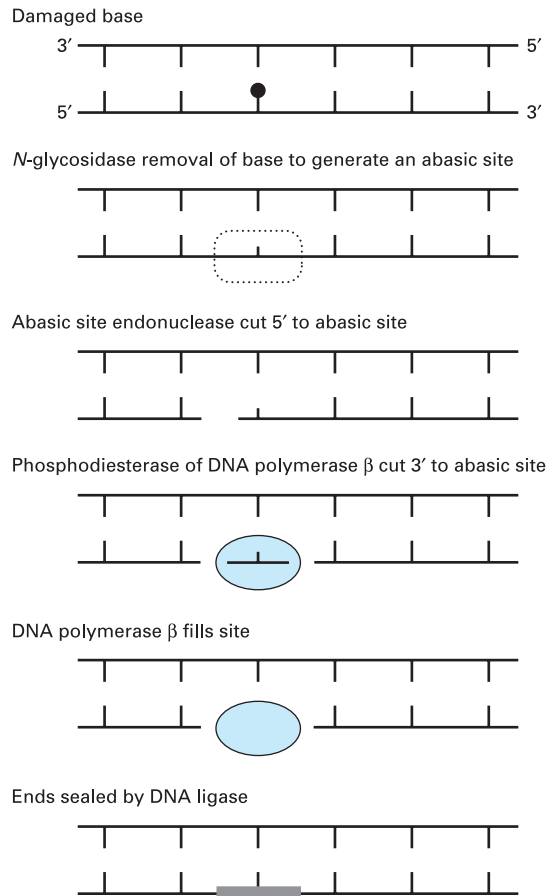 Damaged base
3′ 5′
5′ 3′
N-glycosidase removal of base to generate an abasic site
Abasic site endonuclease cut 5′ to abasic site
Phosphodiesterase of DNA polymerase β cut 3′ to abasic site
DNA polymerase β fills site
Ends sealed by DNA ligase